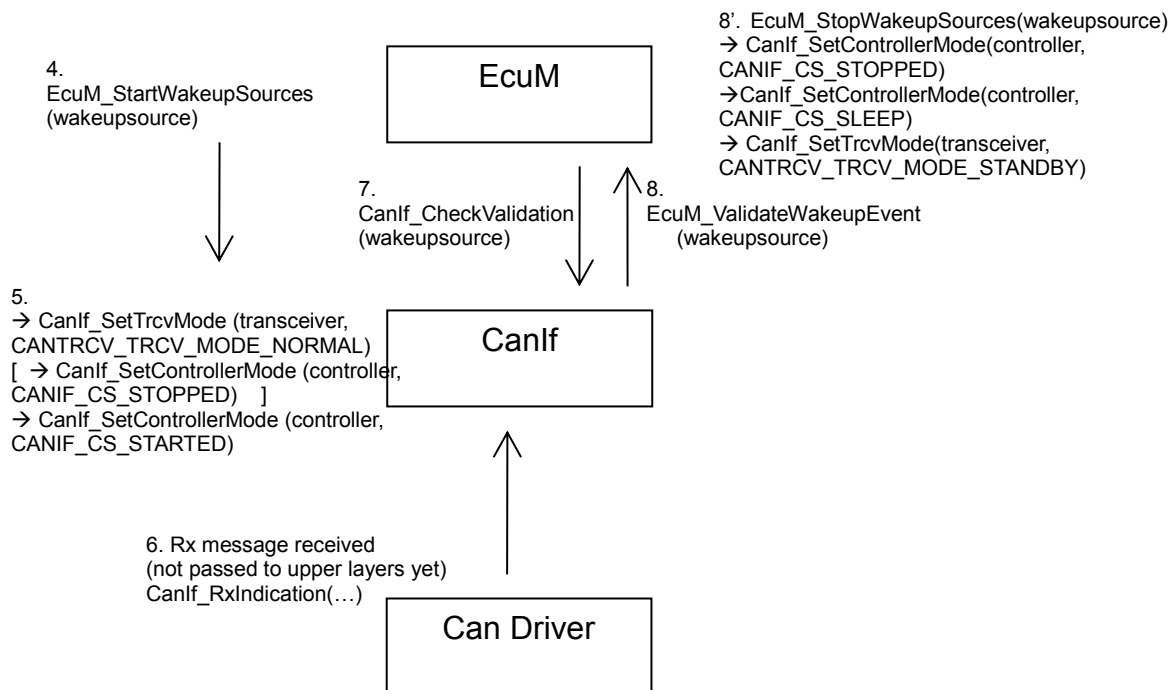 8’. EcuM_StopWakeupSources(wakeupsource)
→ CanIf_SetControllerMode(controller,
CANIF_CS_STOPPED)
→CanIf_SetControllerMode(controller,
CANIF_CS_SLEEP)
→ CanIf_SetTrcvMode(transceiver,
CANTRCV_TRCV_MODE_STANDBY)
EcuM
4.
EcuM_StartWakeupSources
(wakeupsource)
7.
CanIf_CheckValidation
(wakeupsource)
8.
EcuM_ValidateWakeupEvent
(wakeupsource)
5.
→ CanIf_SetTrcvMode (transceiver,
CANTRCV_TRCV_MODE_NORMAL)
[ → CanIf_SetControllerMode (controller,
CANIF_CS_STOPPED) ]
→ CanIf_SetControllerMode (controller,
CANIF_CS_STARTED)
CanIf
6. Rx message received
(not passed to upper layers yet)
CanIf_RxIndication(…)
Can Driver